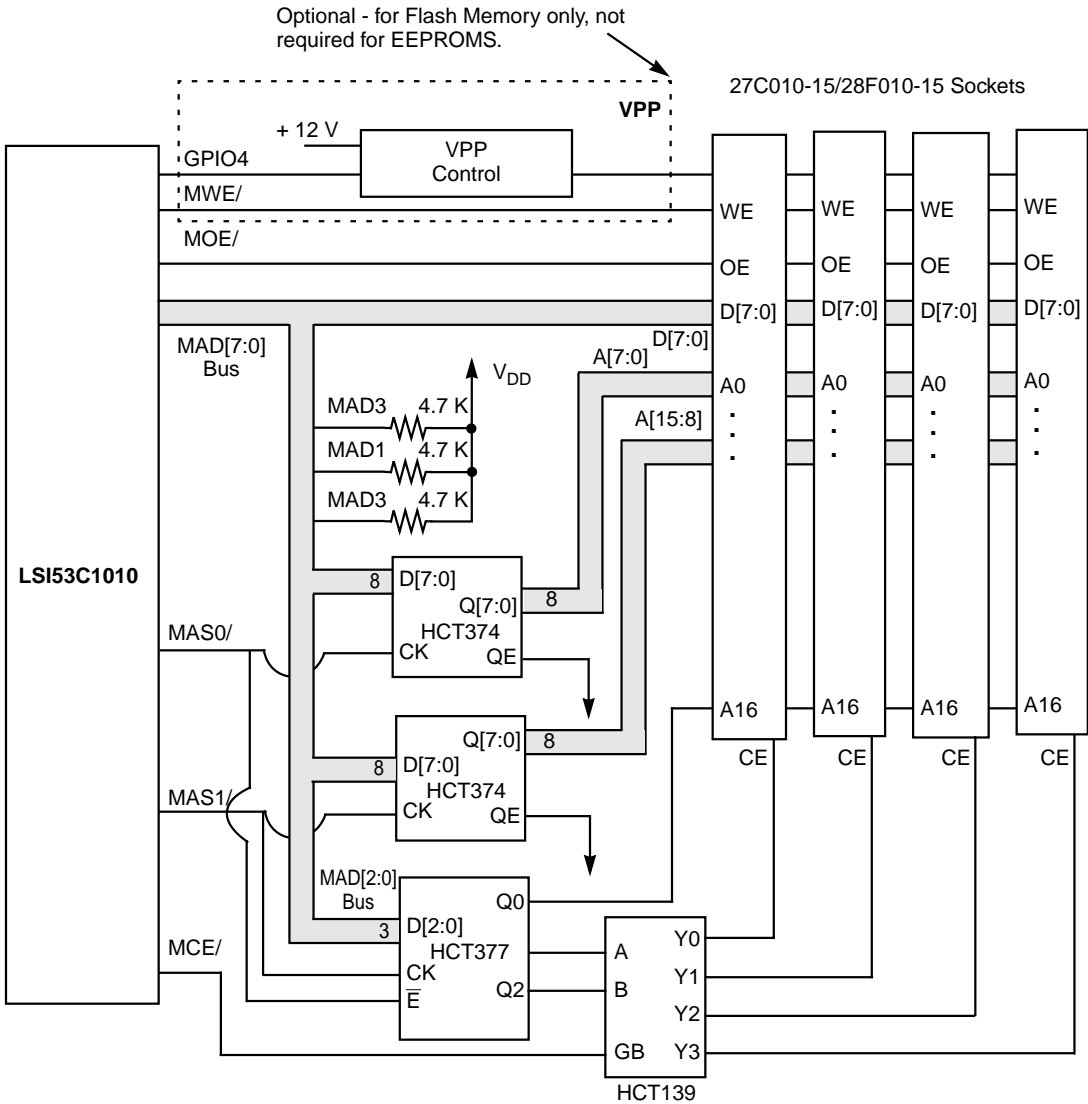 Optional - for Flash Memory only, not
required for EEPROMS.
27C010-15/28F010-15 Sockets
VPP
+ 12 V
VPP
Control
GPIO4
MWE/
MOE/
WE
WE
WE
WE
OE
OE
OE
OE
D[7:0]
D[7:0]
D[7:0]
D[7:0]
MAD[7:0]
Bus
D[7:0]
A[7:0]
VDD
A0
A0
A0
A0
MAD3
4.7 K
A[15:8]
MAD1
4.7 K
MAD3
4.7 K
LSI53C1010
8
D[7:0]
Q[7:0]
8
HCT374
CK
QE
MAS0/
A16
A16
A16
A16
Q[7:0]
8
8
D[7:0]
HCT374
CK
QE
CE
CE
CE
CE
MAS1/
MAD[2:0]
Bus
Q0
3
D[2:0]
HCT377
CK
Q2
E
MCE/
A
B
GB
Y0
Y1
Y2
Y3
HCT139